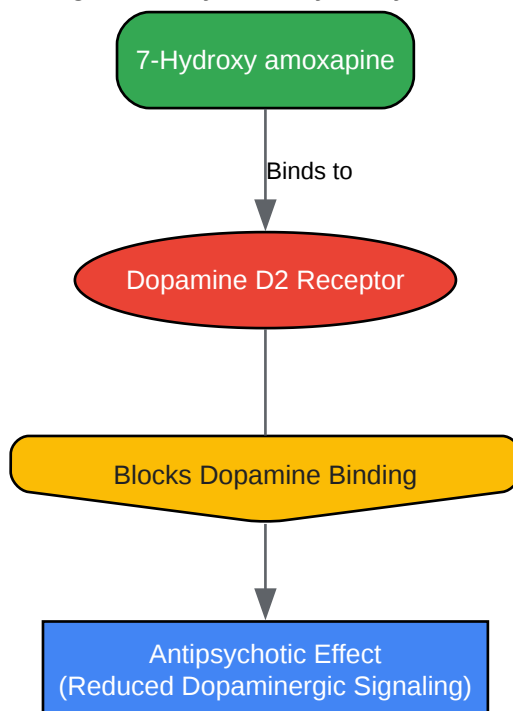 7-Hydroxy amoxapine
Binds to
Dopamine D2 Receptor
Blocks Dopamine Binding
Antipsychotic Effect
(Reduced Dopaminergic Signaling)